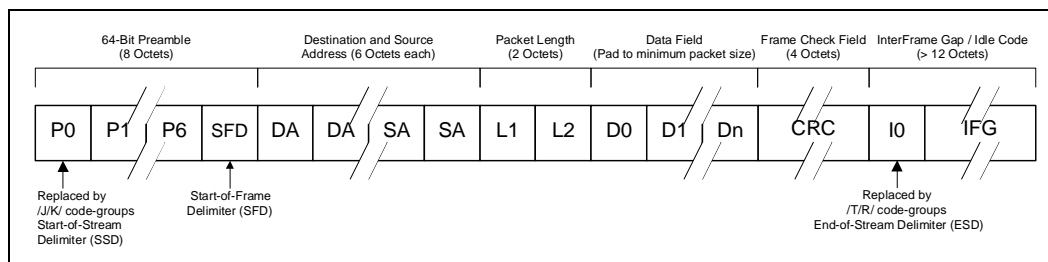 64-Bit Preamble
(8 Octets)
Destination and Source
Address (6 Octets each)
Packet Length
(2 Octets)
Data Field
(Pad to minimum packet size)
Frame Check Field
(4 Octets)
InterFrame Gap / Idle Code
(> 12 Octets)
P0 P1 P6 SFD DA DA SA SA L1 L2 D0 D1 Dn CRC I0 IFG
Replaced by
/J/K/ code-groups
Start-of-Stream
Delimiter (SSD)
Start-of-Frame
Delimiter (SFD)
Replaced by
/T/R/ code-groups
End-of-Stream Delimiter (ESD)